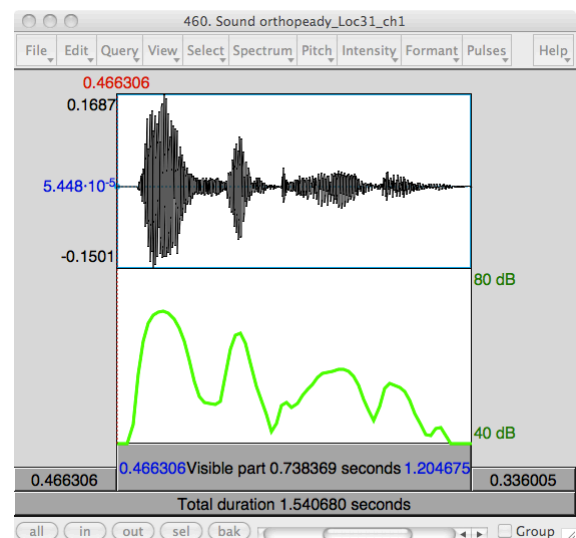 460. Sound orthopeady_Loc31_ch1
File Edit Query View Select Spectrum Pitch Intensity Formant Pulses Help
0.466306
0.1687
5.448·10-5
-0.1501
80 dB
40 dB
0.466306 Visible part 0.738369 seconds 1.204675
0.466306 0.336005
Total duration 1.540680 seconds
all in out sel bak Group